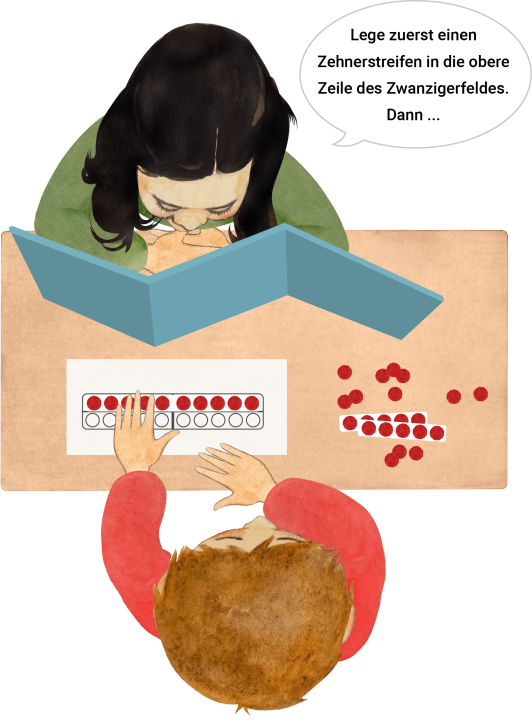 Lege zuerst einen
Zehnerstreifen in die obere
Zeile des Zwanzigerfeldes.
Dann ...